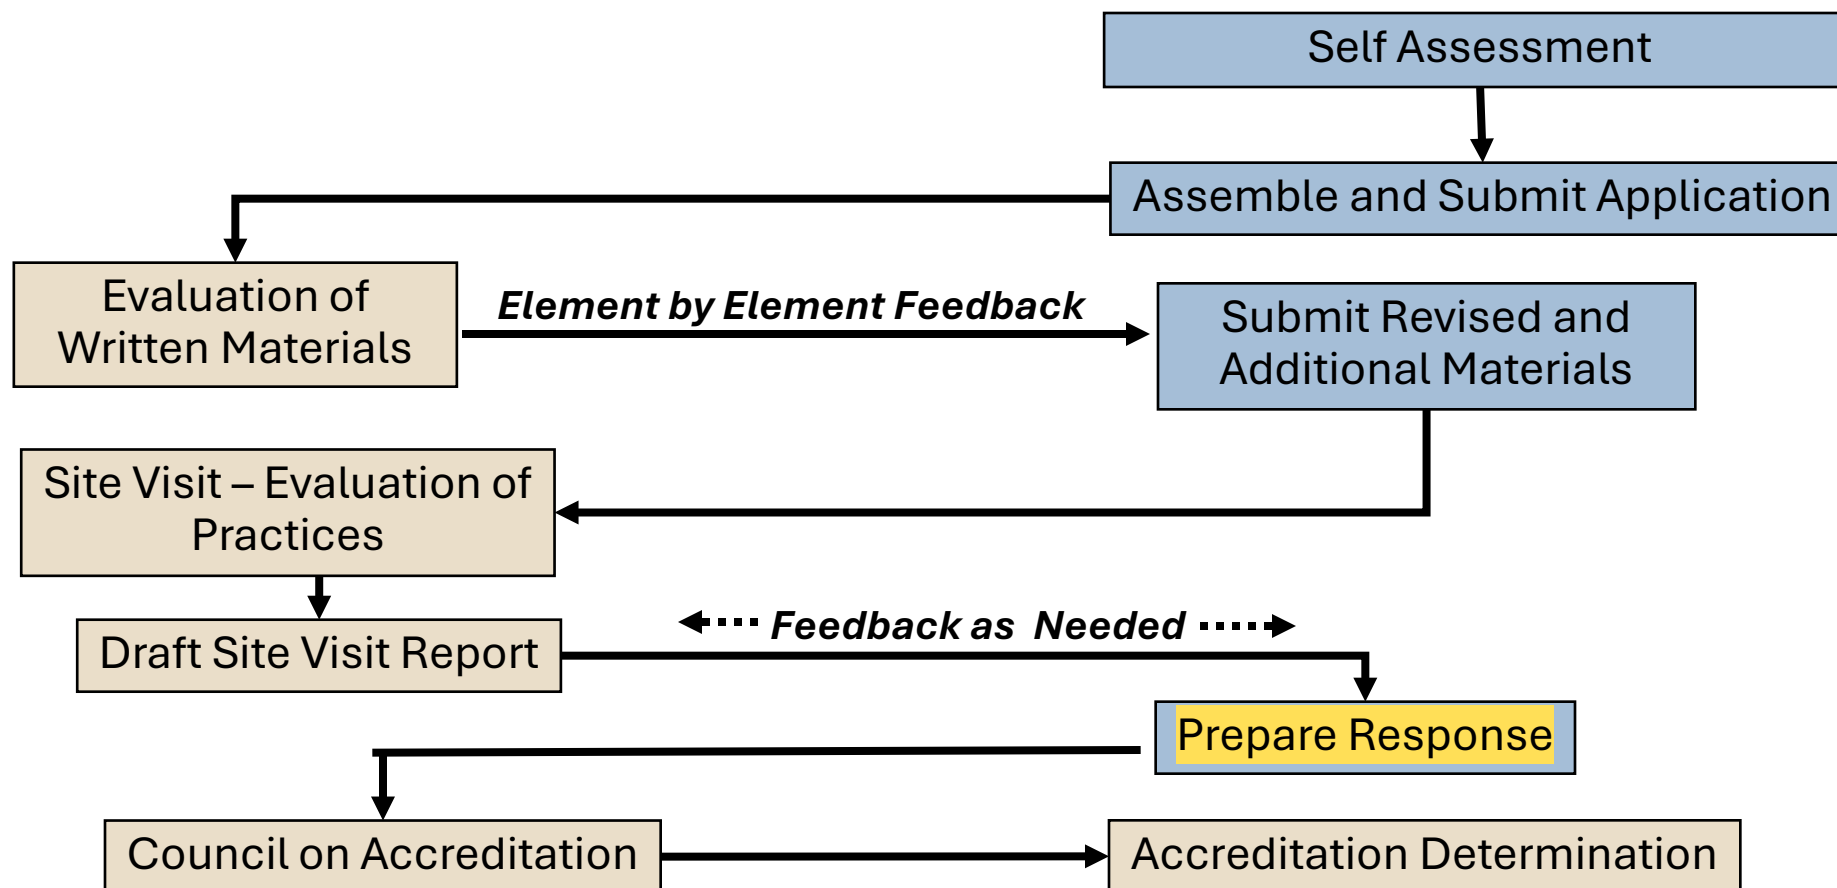 Self Assessment
Assemble and Submit Application
Evaluation of
Written Materials
Element by Element Feedback
Submit Revised and
Additional Materials
Site Visit – Evaluation of
Practices
Draft Site Visit Report
Feedback as Needed
Prepare Response
Council on Accreditation
Accreditation Determination